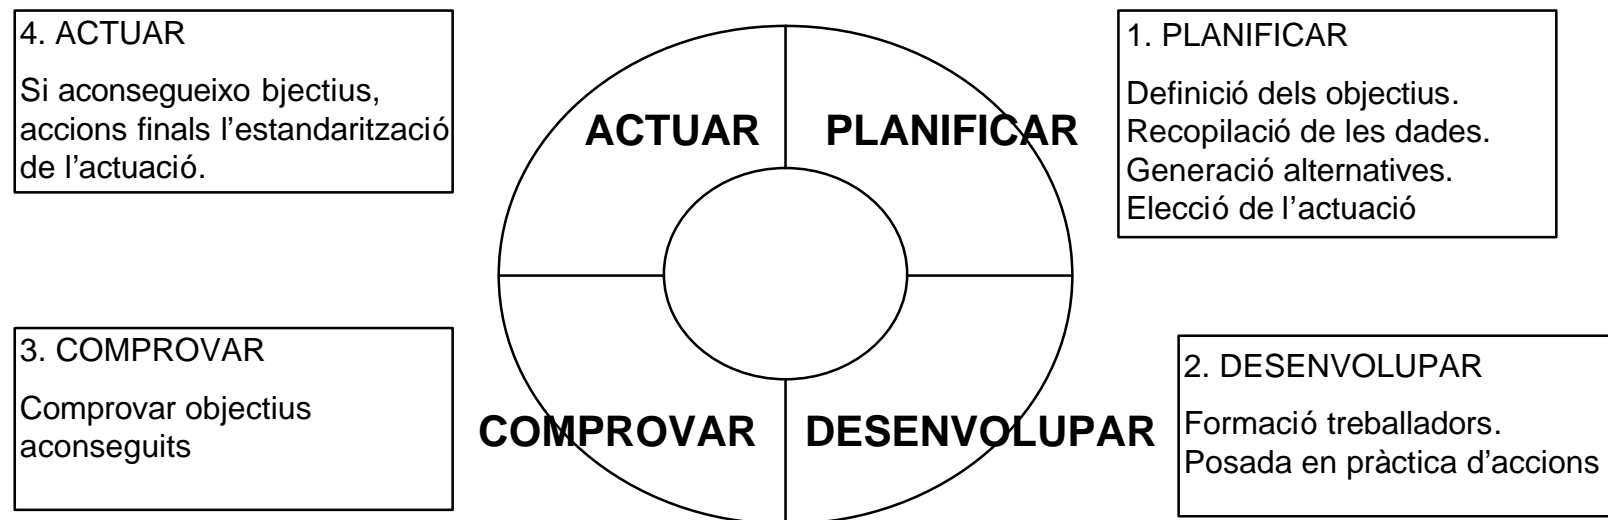 4. ACTUAR
Si aconsegueixo bjectius,
accions finals l’estandarització
de l’actuació.
ACTUAR
PLANIFICAR
1. PLANIFICAR
Definició dels objectius.
Recopilació de les dades.
Generació alternatives.
Elecció de l’actuació
3. COMPROVAR
Comprovar objectius
aconseguits
COMPROVAR
DESENVOLUPAR
2. DESENVOLUPAR
Formació treballadors.
Posada en pràctica d’accions